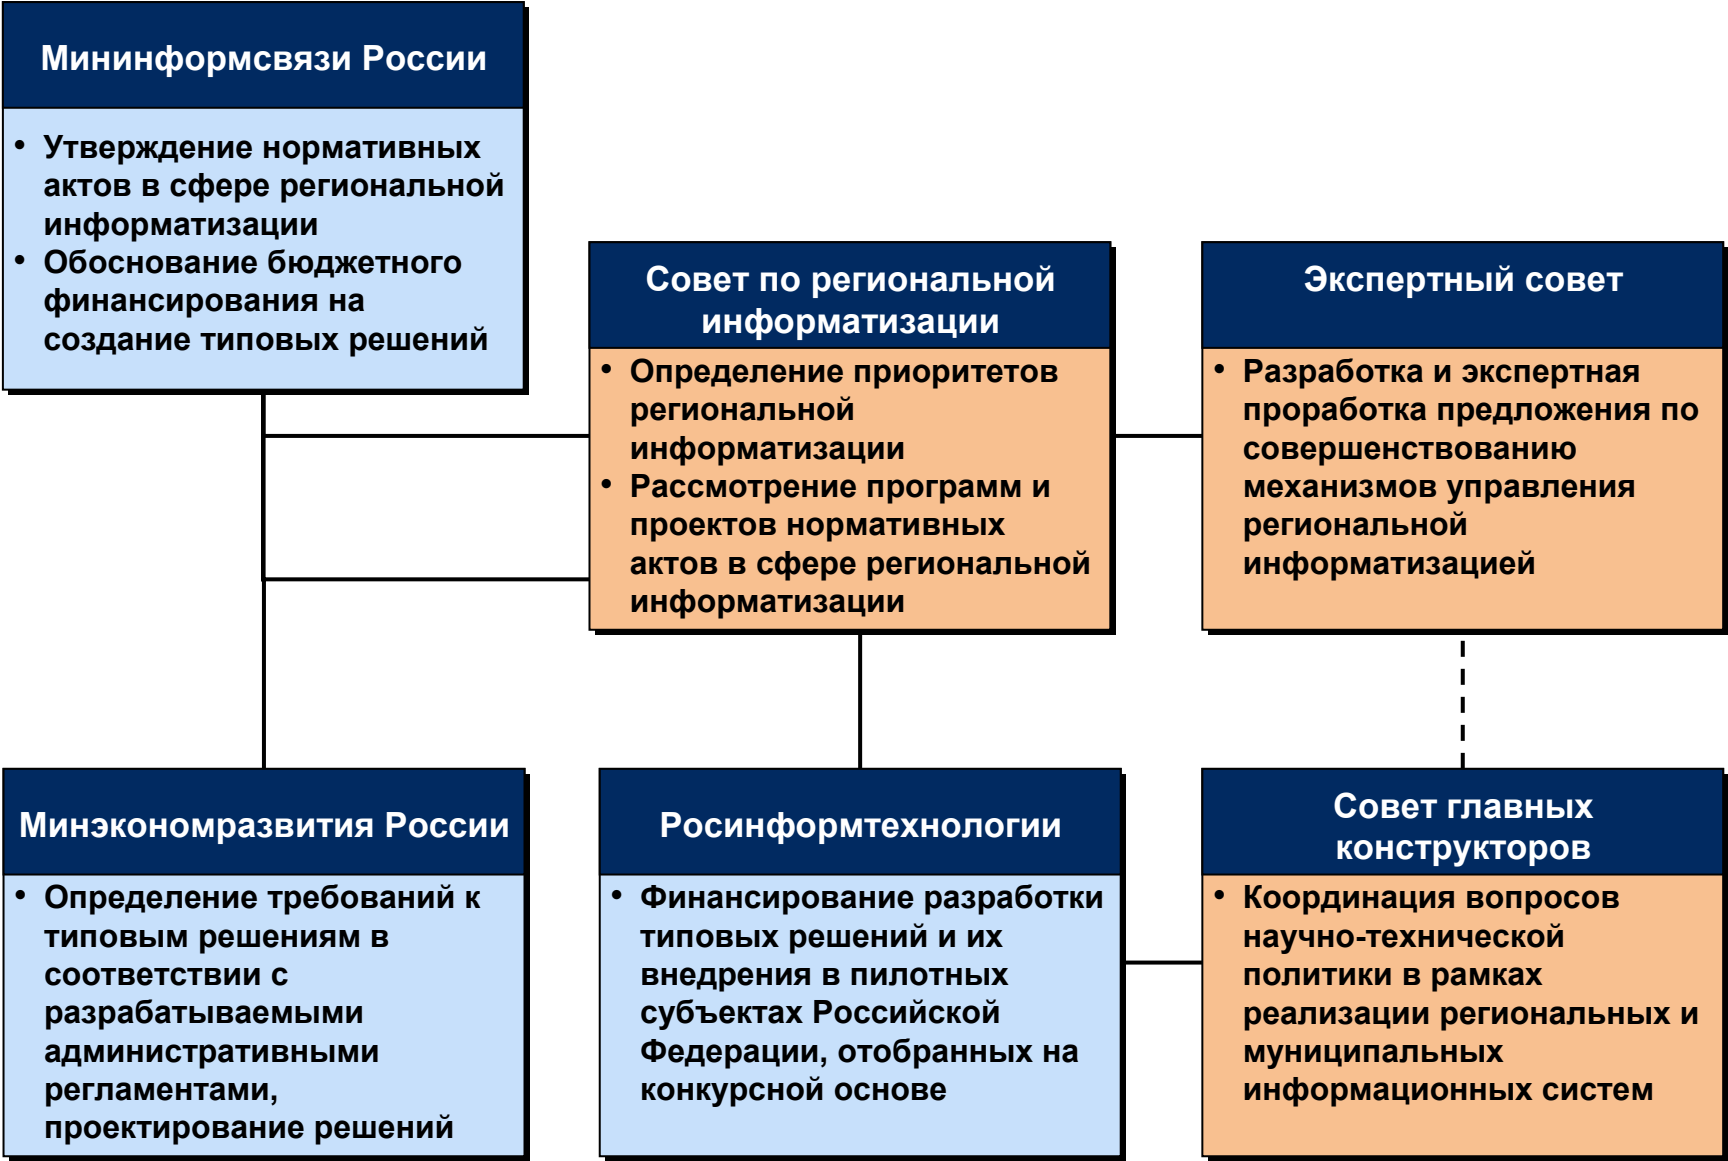 Мининформсвязи России
• Утверждение нормативных
актов в сфере региональной
информатизации
• Обоснование бюджетного
финансирования на
создание типовых решений
Совет по региональной
информатизации
• Определение приоритетов
региональной
информатизации
• Рассмотрение программ и
проектов нормативных
актов в сфере региональной
информатизации
Экспертный совет
• Разработка и экспертная
проработка предложения по
совершенствованию
механизмов управления
региональной
информатизацией
Минэкономразвития России
• Определение требований к
типовым решениям в
соответствии с
разрабатываемыми
административными
регламентами,
проектирование решений
Росинформтехнологии
• Финансирование разработки
типовых решений и их
внедрения в пилотных
субъектах Российской
Федерации, отобранных на
конкурсной основе
Совет главных
конструкторов
• Координация вопросов
научно-технической
политики в рамках
реализации региональных и
муниципальных
информационных систем